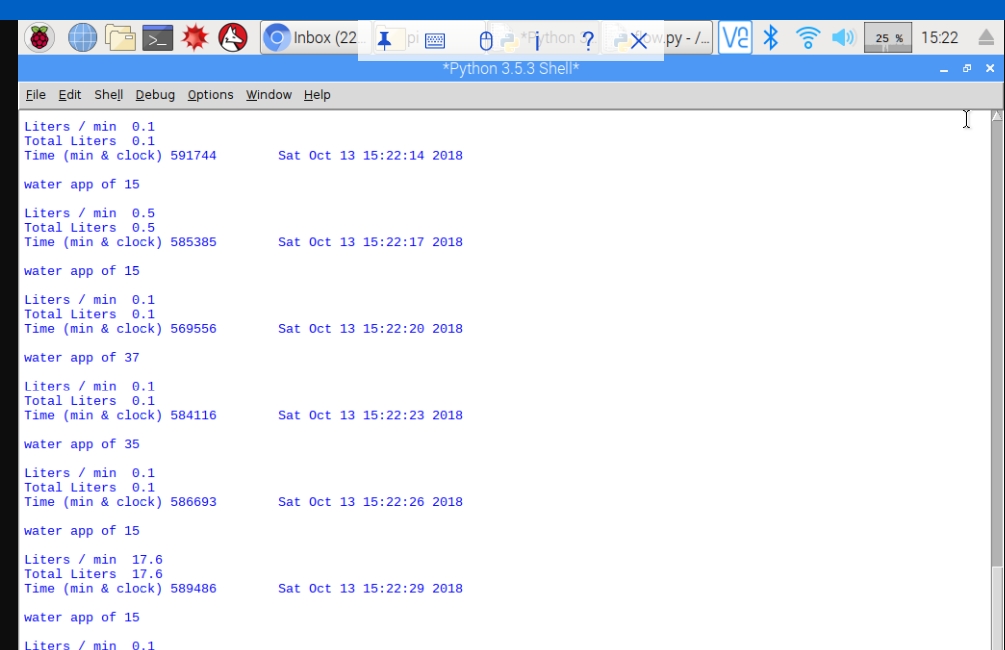 Inbox (22...
pi
*Python 3
flow.py - /...
VR
25 %
15:22
*Python 3.5.3 Shell*
File Edit Shell Debug Options Window Help
Liters / min  0.1
Total Liters  0.1
Time (min & clock) 591744        Sat Oct 13 15:22:14 2018
water app of 15
Liters / min  0.5
Total Liters  0.5
Time (min & clock) 585385        Sat Oct 13 15:22:17 2018
water app of 15
Liters / min  0.1
Total Liters  0.1
Time (min & clock) 569556        Sat Oct 13 15:22:20 2018
water app of 37
Liters / min  0.1
Total Liters  0.1
Time (min & clock) 584116        Sat Oct 13 15:22:23 2018
water app of 35
Liters / min  0.1
Total Liters  0.1
Time (min & clock) 586693        Sat Oct 13 15:22:26 2018
water app of 15
Liters / min  17.6
Total Liters  17.6
Time (min & clock) 589486        Sat Oct 13 15:22:29 2018
water app of 15
Liters / min  0.1